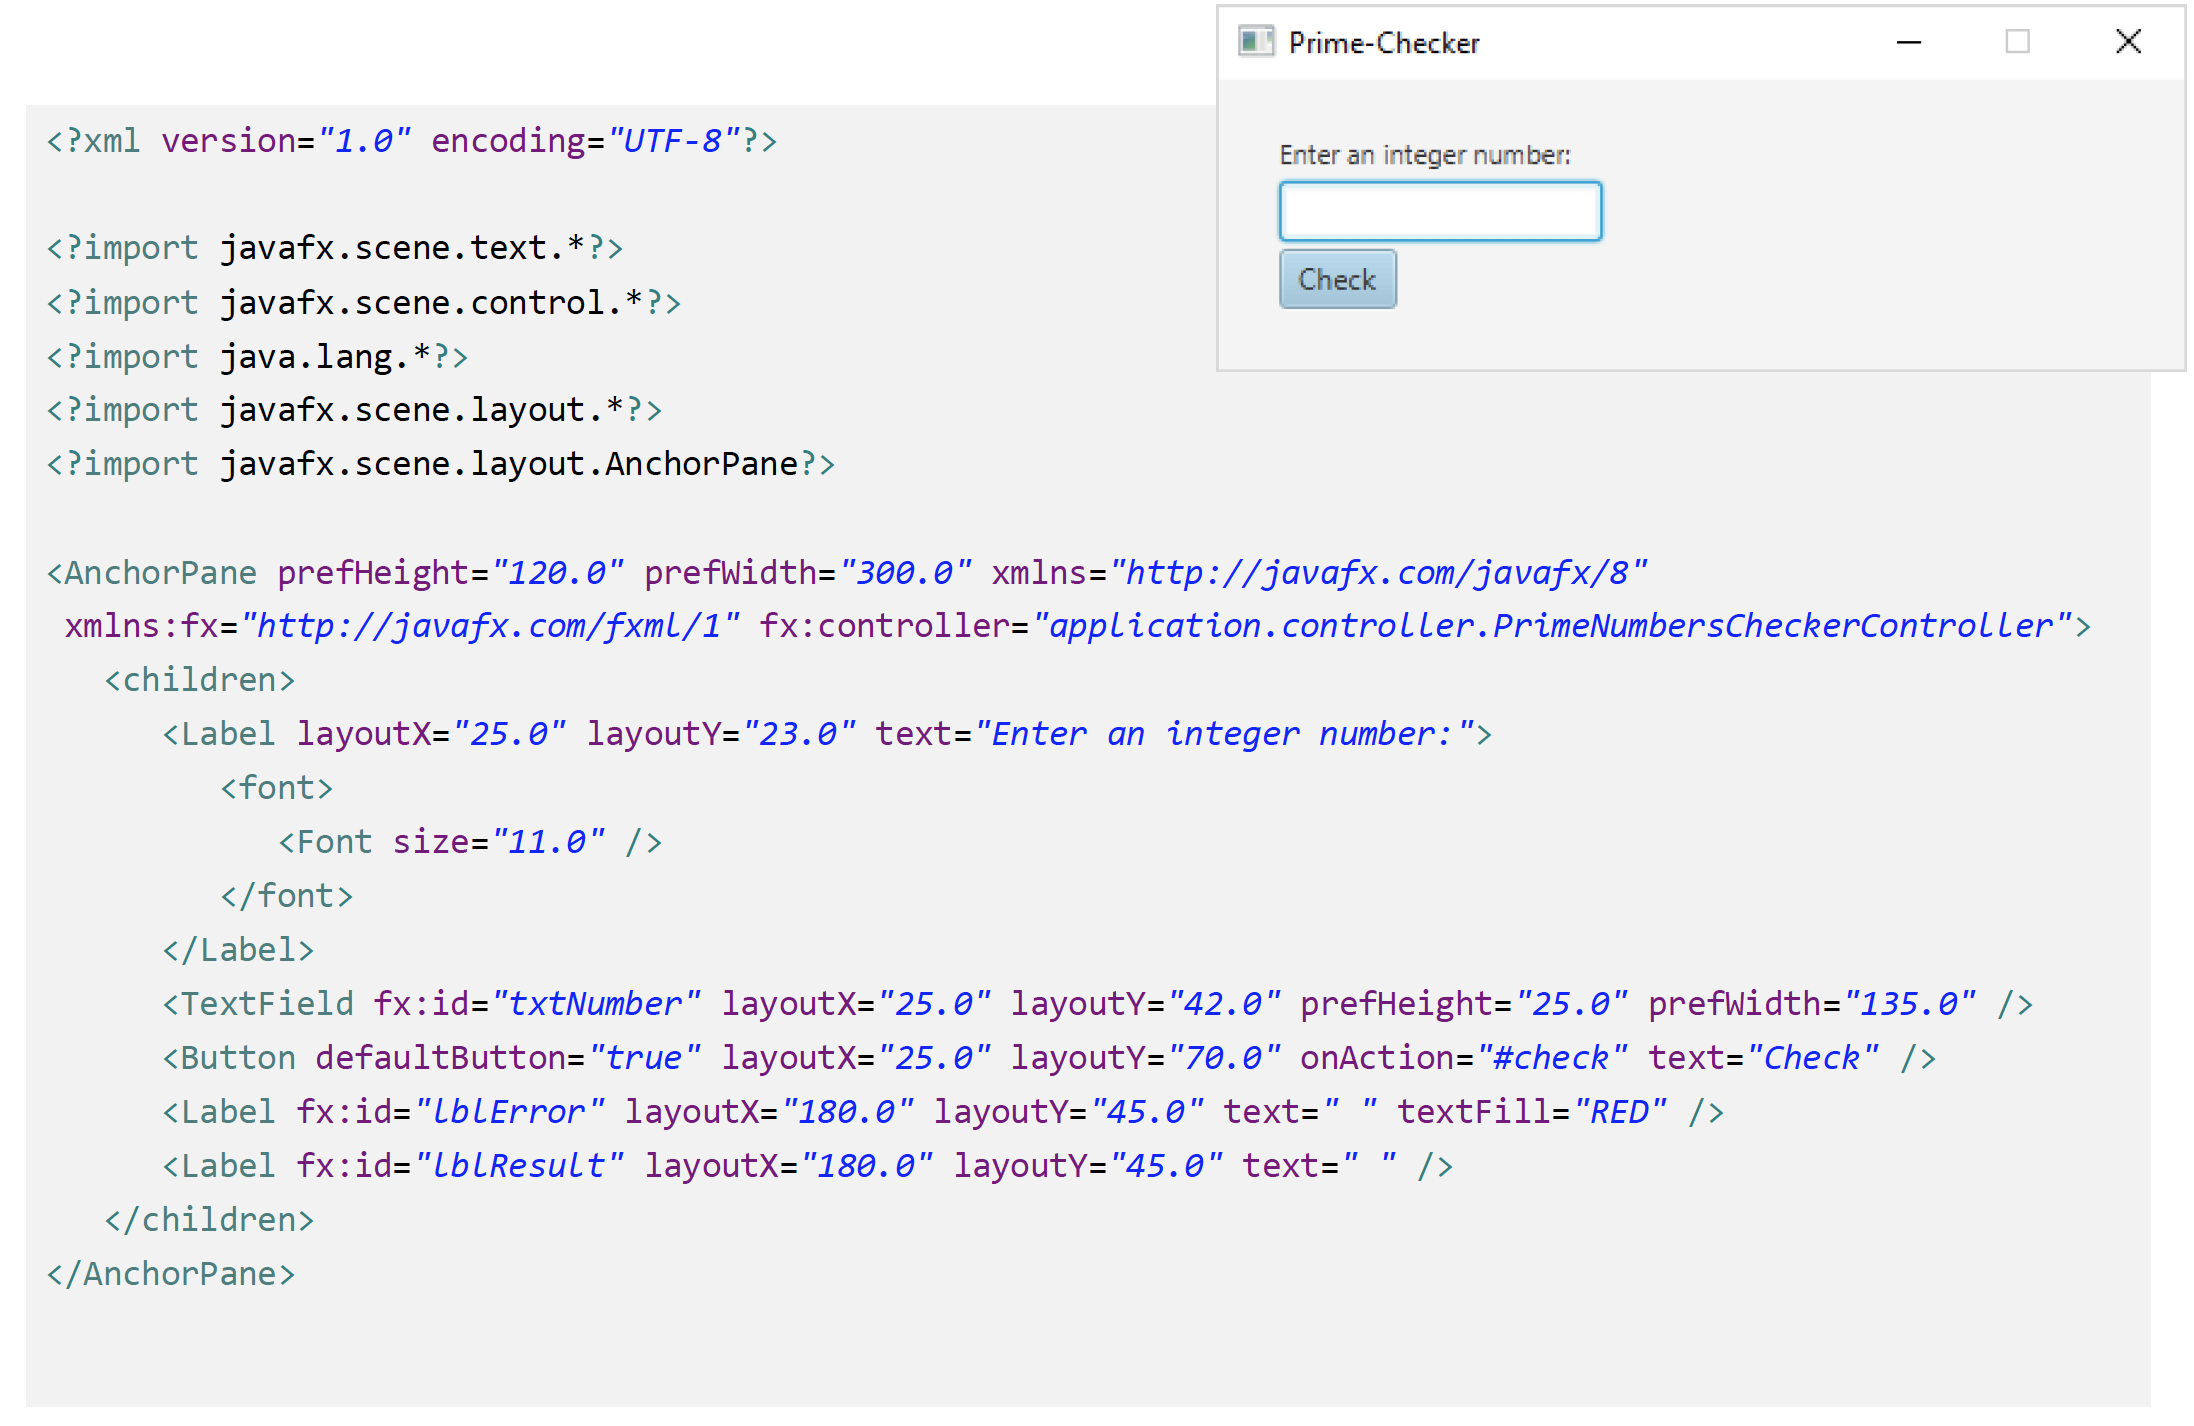 Prime-Checker
Enter an integer number:
Check
<?xml version="1.0" encoding="UTF-8"?>
<?import javafx.scene.text.*?>
<?import javafx.scene.control.*?>
<?import java.lang.*?>
<?import javafx.scene.layout.*?>
<?import javafx.scene.layout.AnchorPane?>
<AnchorPane prefHeight="120.0" prefWidth="300.0" xmlns="http://javafx.com/javafx/8"
xmlns:fx="http://javafx.com/fxml/1" fx:controller="application.controller.PrimeNumbersCheckerController">
<children>
<Label layoutX="25.0" layoutY="23.0" text="Enter an integer number:">
<font>
<Font size="11.0" />
</font>
</Label>
<TextField fx:id="txtNumber" layoutX="25.0" layoutY="42.0" prefHeight="25.0" prefWidth="135.0" />
<Button defaultButton="true" layoutX="25.0" layoutY="70.0" onAction="#check" text="Check" />
<Label fx:id="lblError" layoutX="180.0" layoutY="45.0" text=" " textFill="RED" />
<Label fx:id="lblResult" layoutX="180.0" layoutY="45.0" text=" " />
</children>
</AnchorPane>